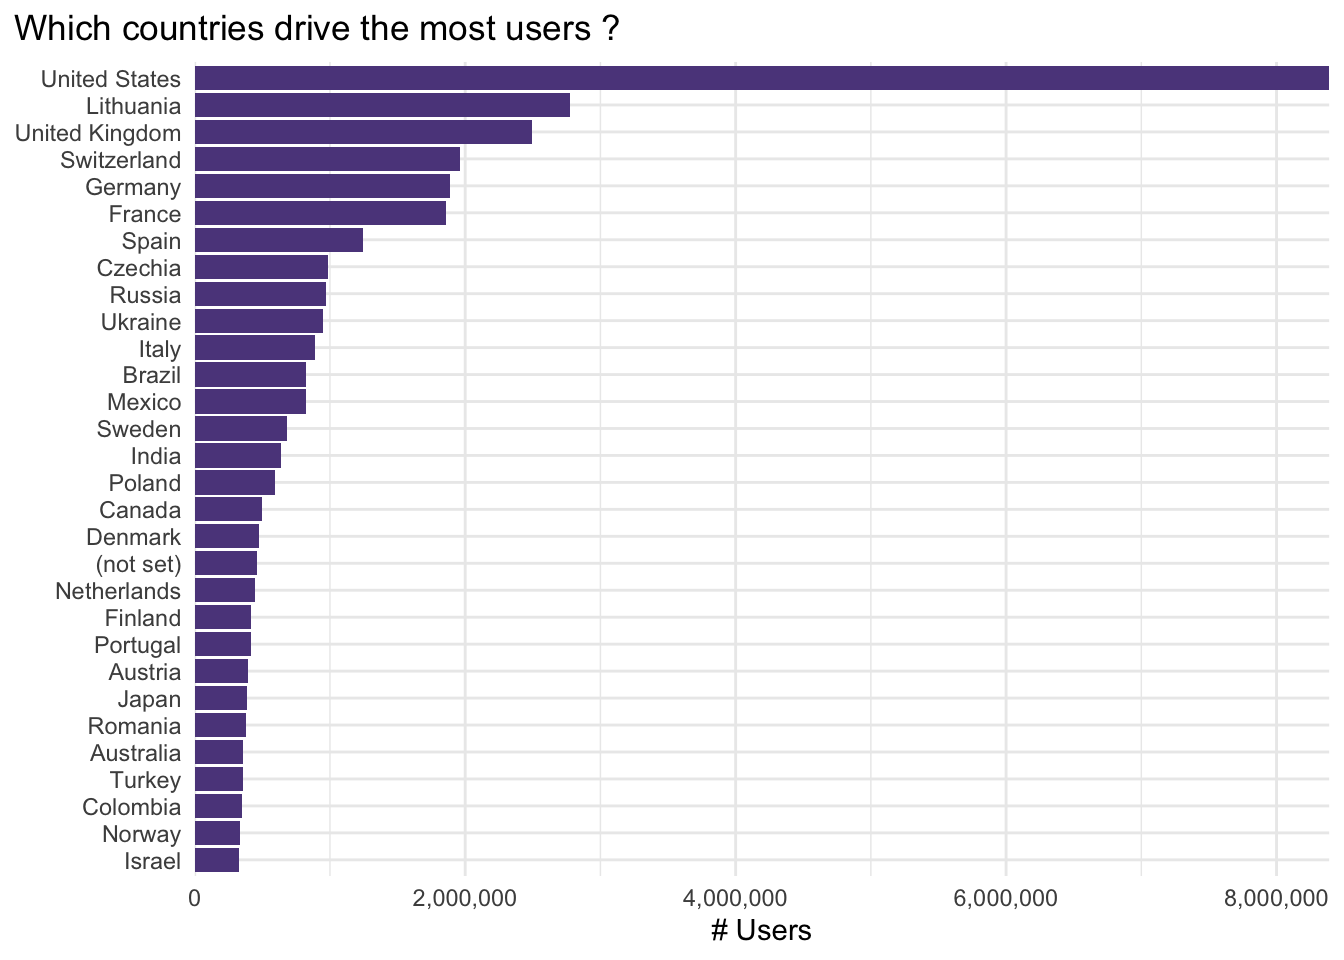 Which countries drive the most users ?
United States
Lithuania
United Kingdom
Switzerland
Germany
France
Spain
Czechia
Russia
Ukraine
Italy
Brazil
Mexico
Sweden
India
Poland
Canada
Denmark
(not set)
Netherlands
Finland
Portugal
Austria
Japan
Romania
Australia
Turkey
Colombia
Norway
Israel
0 2,000,000 4,000,000 6,000,000 8,000,000
# Users